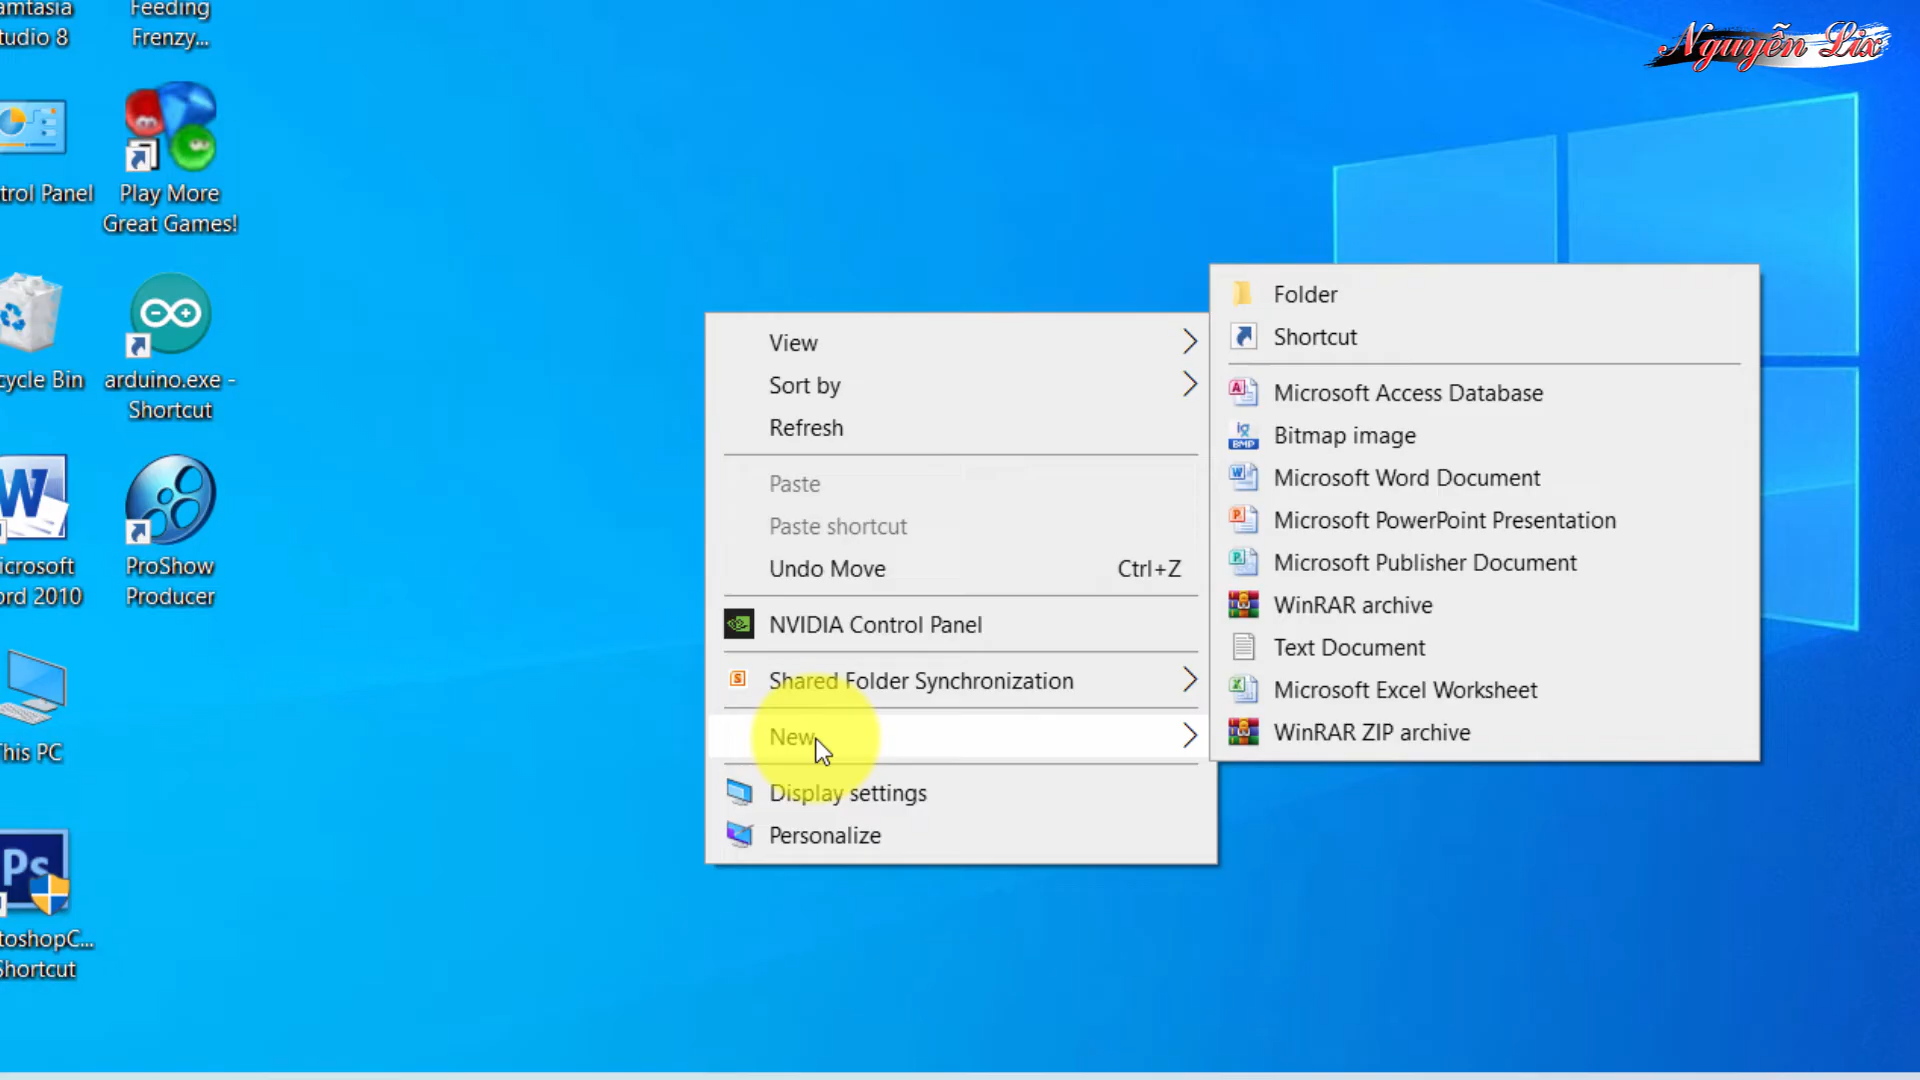 amtasia
tudio 8
Feeding
Frenzy...
Nguyễn Lix
trol Panel
Play More
Great Games!
cycle Bin
arduino.exe -
Shortcut
W
icrosoft
ord 2010
ProShow
Producer
his PC
Ps
toshopC...
Shortcut
View
Sort by
Refresh
Paste
Paste shortcut
Undo Move Ctrl+Z
NVIDIA Control Panel
S Shared Folder Synchronization
New
Display settings
Personalize
Folder
Shortcut
A Microsoft Access Database
BMP Bitmap image
W Microsoft Word Document
P Microsoft PowerPoint Presentation
P Microsoft Publisher Document
WinRAR archive
Text Document
X Microsoft Excel Worksheet
WinRAR ZIP archive